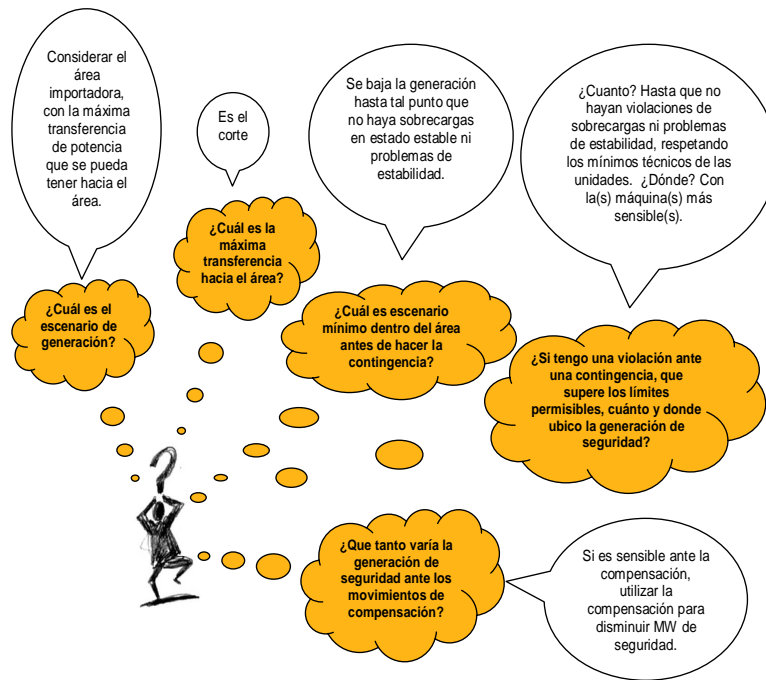 Considerar el
área
importadora,
con la máxima
transferencia
de potencia
que se pueda
tener hacia el
área.
¿Cuál es el
escenario de
generación?
Es el
corte
¿Cuál es la
máxima
transferencia
hacia el área?
Se baja la generación
hasta tal punto que
no haya sobrecargas
en estado estable ni
problemas de
estabilidad.
¿Cuál es escenario
mínimo dentro del área
antes de hacer la
contingencia?
¿Cuanto? Hasta que no
hayan violaciones de
sobrecargas ni problemas
de estabilidad, respetando
los mínimos técnicos de las
unidades.  ¿Dónde? Con
la(s) máquina(s) más
sensible(s).
¿Si tengo una violación ante
una contingencia, que
supere los límites
permisibles, cuánto y donde
ubico la generación de
seguridad?
?
¿Que tanto varía la
generación de
seguridad ante los
movimientos de
compensación?
Si es sensible ante la
compensación,
utilizar la
compensación para
disminuir MW de
seguridad.